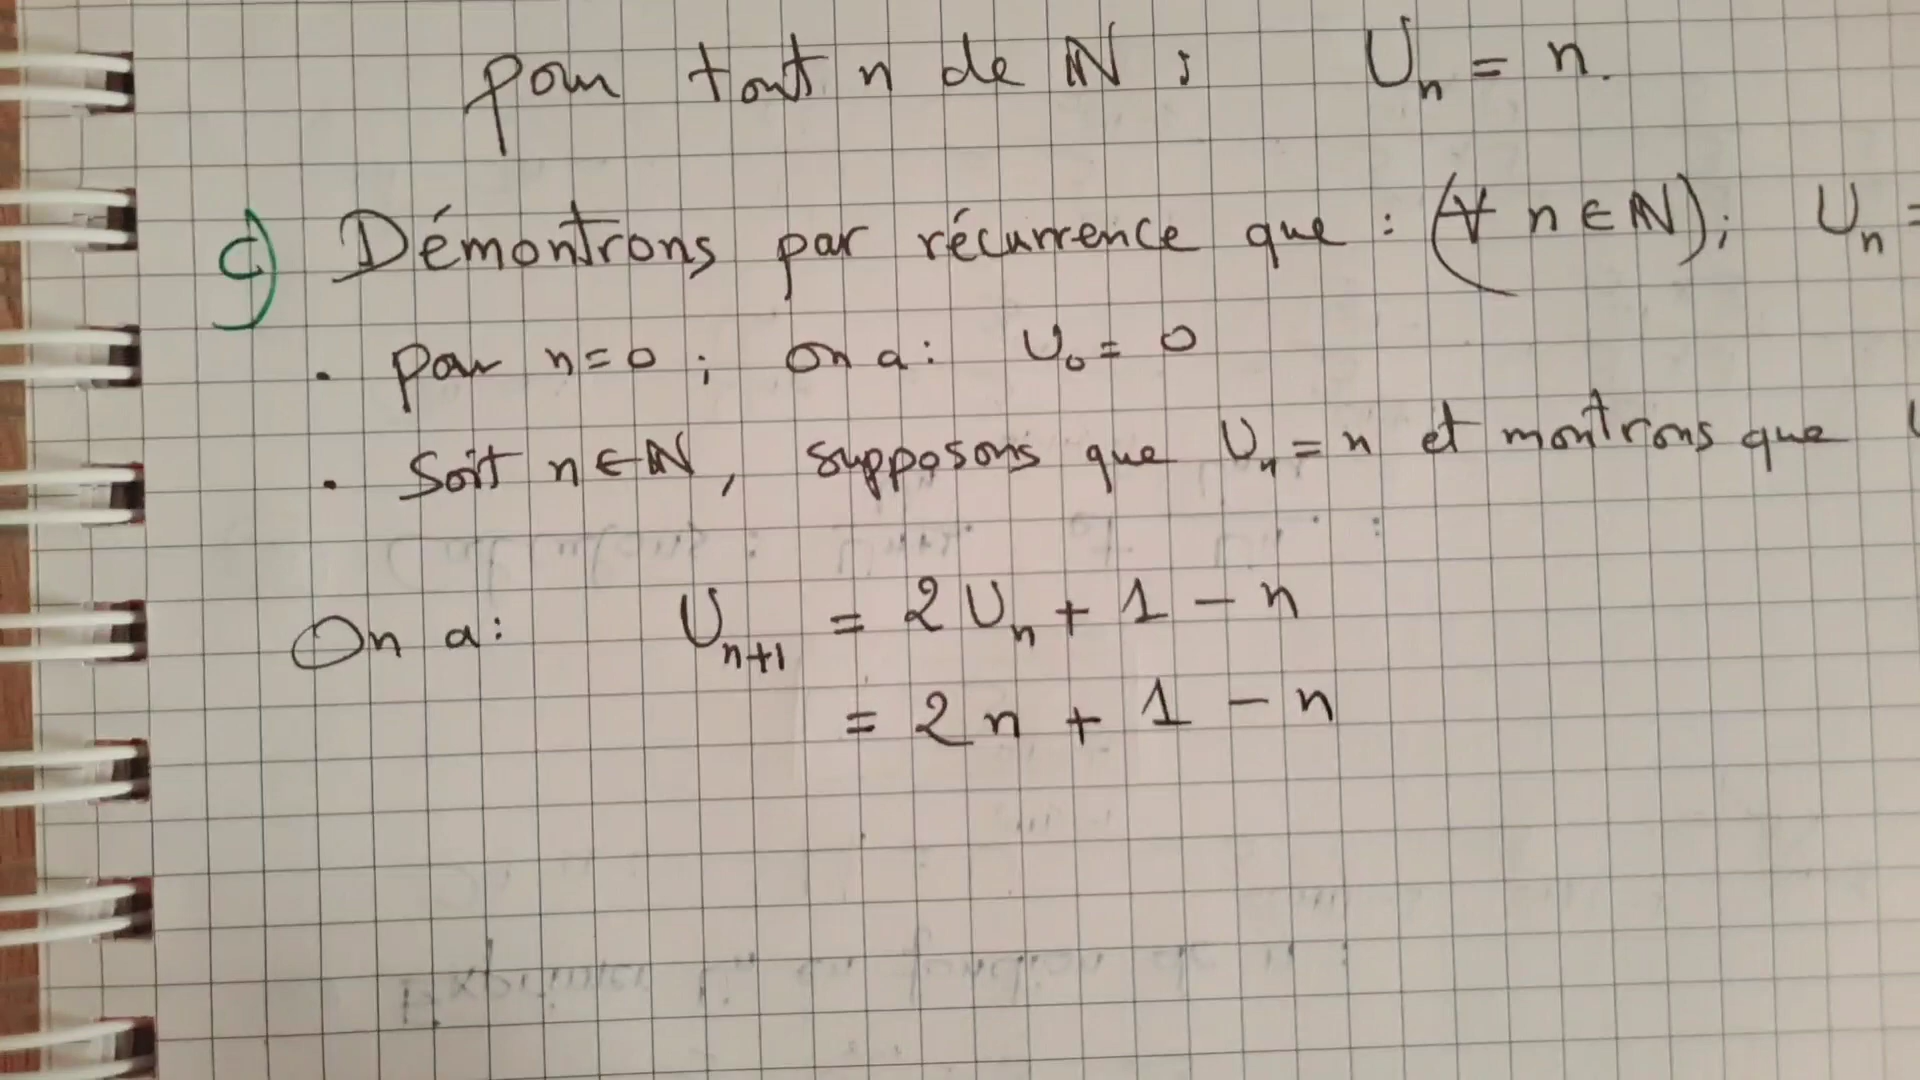 pour tout n de ℕ : Uₙ = n.
c) Démontrons par récurrence que : (∀ n ∈ ℕ); Uₙ =
• Pour n=0 ; on a : U₀ = 0
• Soit n ∈ ℕ, supposons que Uₙ = n et montrons que
On a : Uₙ₊₁ = 2Uₙ + 1 - n
= 2n + 1 - n